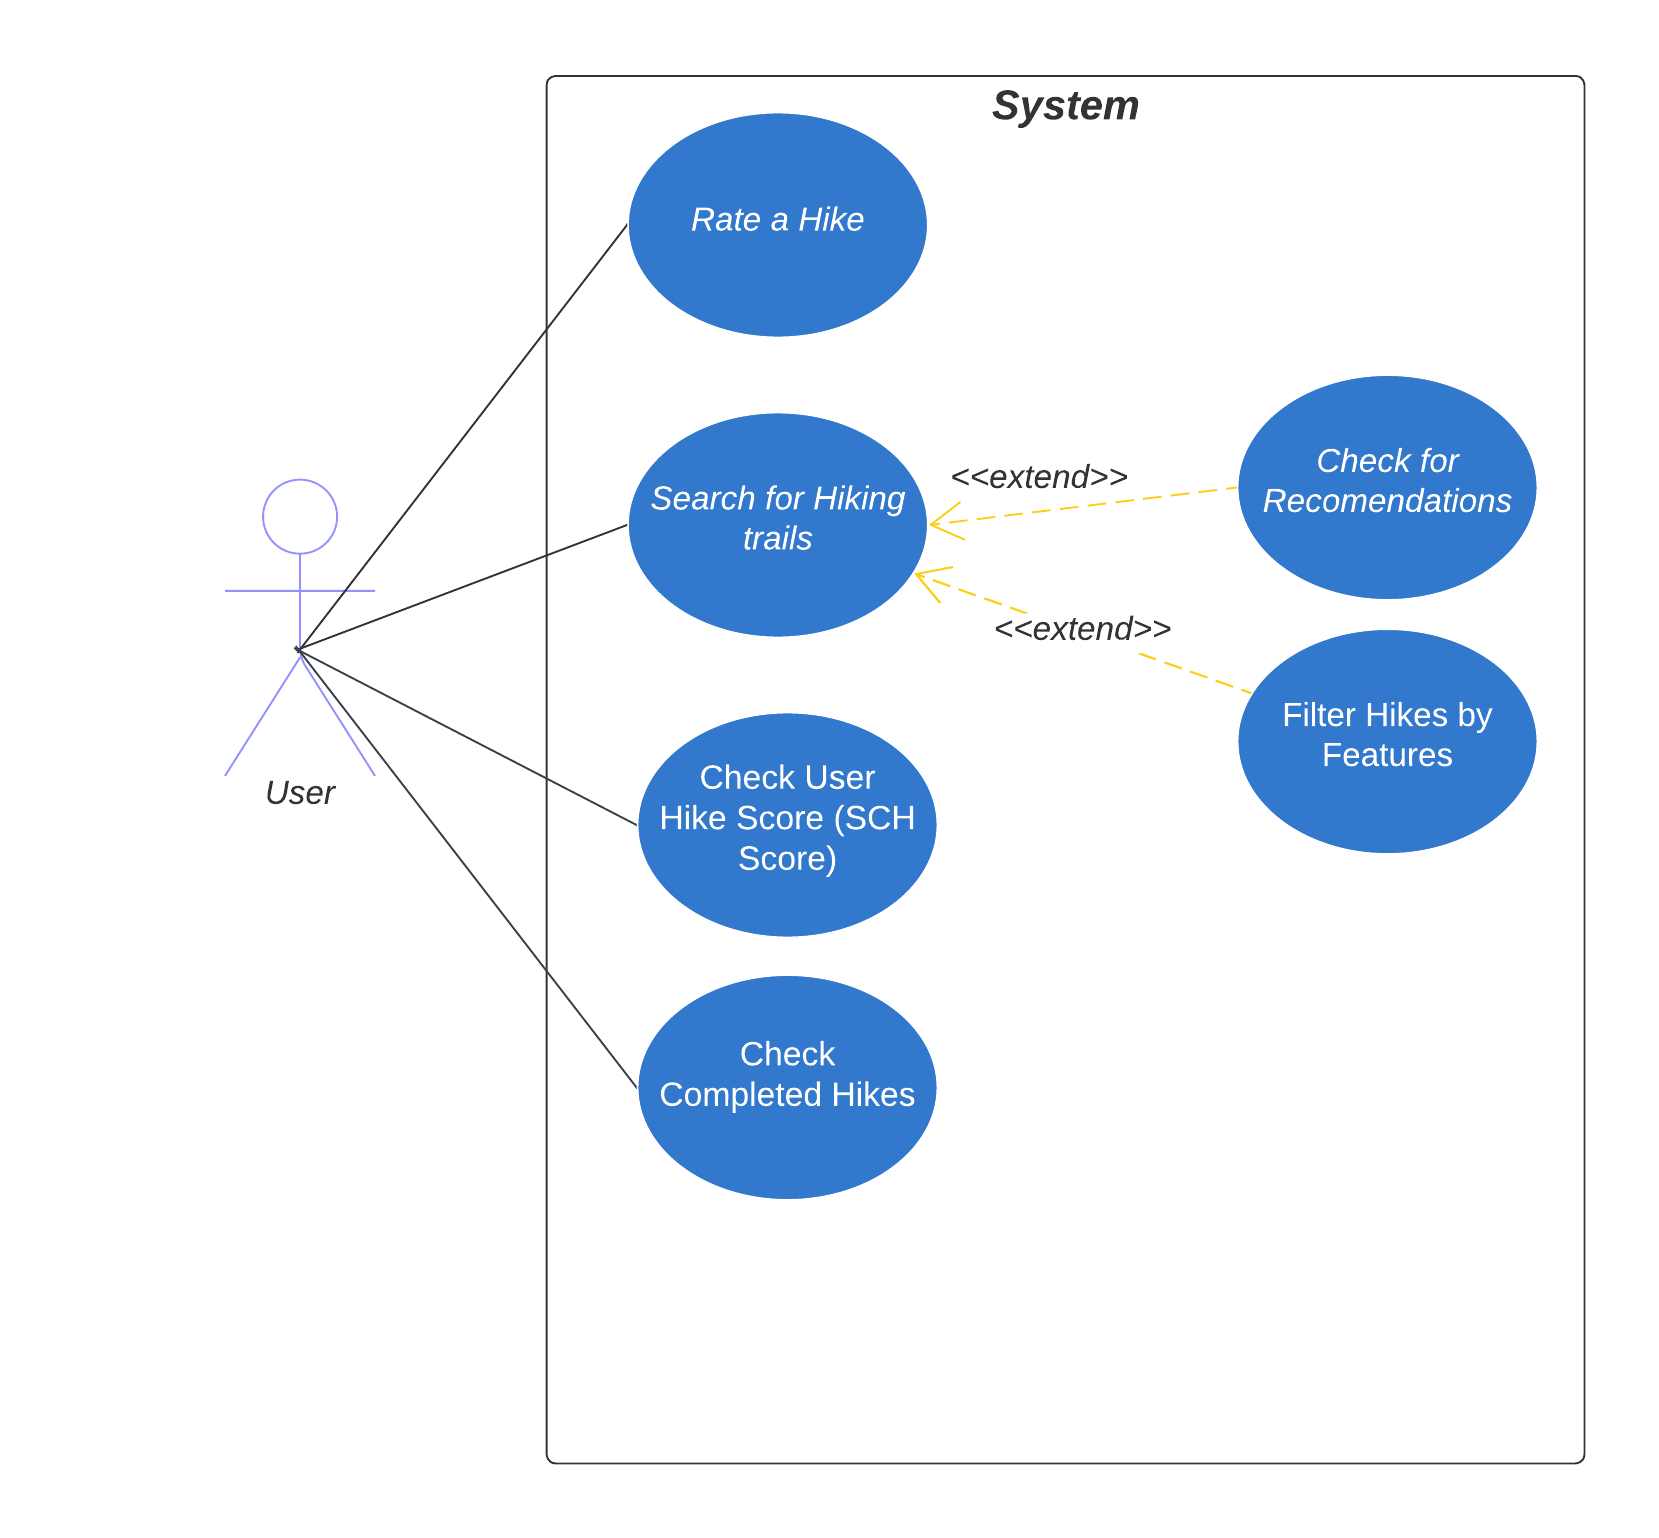 System
Rate a Hike
Search for Hiking
trails
<<extend>>
Check for
Recomendations
<<extend>>
Filter Hikes by
Features
Check User
Hike Score (SCH
Score)
User
Check
Completed Hikes